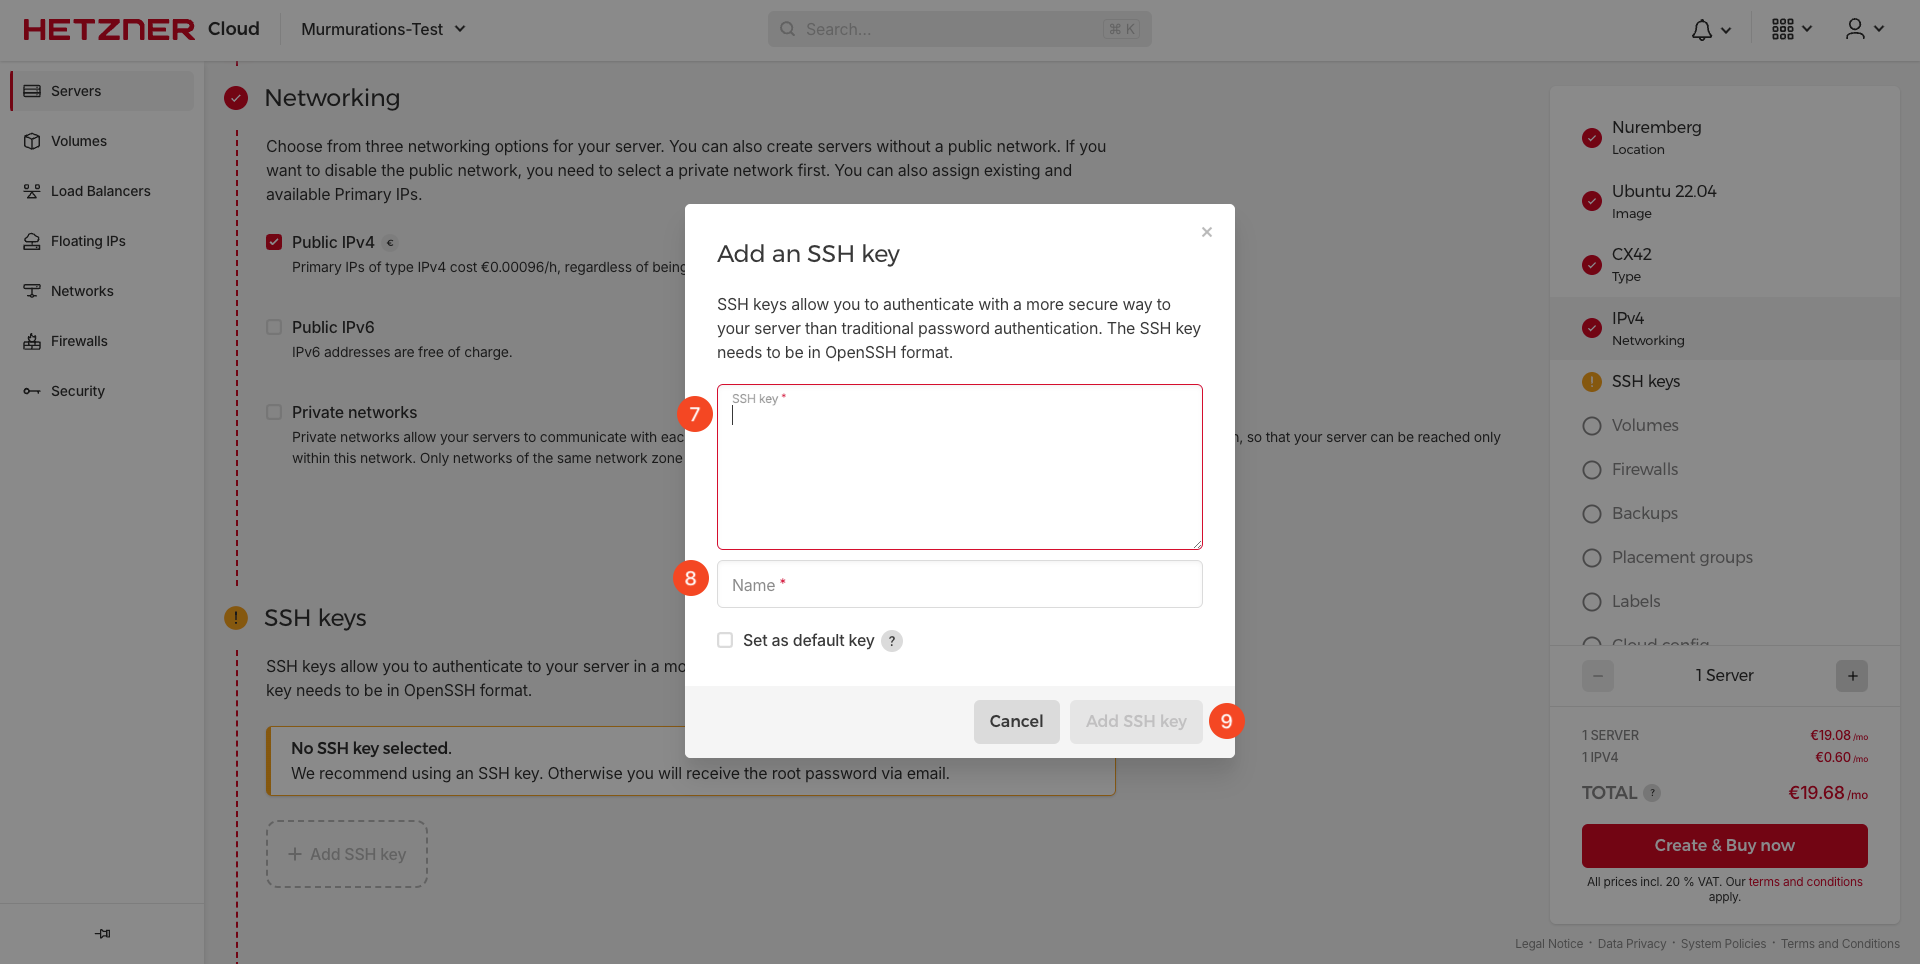 HETZNER Cloud
Murmurations-Test
Search...
⌘ K
Servers
Volumes
Load Balancers
Floating IPs
Networks
Firewalls
Security
Networking
Choose from three networking options for your server. You can also create servers without a public network. If you
want to disable the public network, you need to select a private network first. You can also assign existing and
available Primary IPs.
Public IPv4 €
Primary IPs of type IPv4 cost €0.00096/h, regardless of being
Public IPv6
IPv6 addresses are free of charge.
Private networks
Private networks allow your servers to communicate with eac
, so that your server can be reached only
within this network. Only networks of the same network zone
! SSH keys
SSH keys allow you to authenticate to your server in a mo
key needs to be in OpenSSH format.
No SSH key selected.
We recommend using an SSH key. Otherwise you will receive the root password via email.
+ Add SSH key
×
Add an SSH key
SSH keys allow you to authenticate with a more secure way to
your server than traditional password authentication. The SSH key
needs to be in OpenSSH format.
7
SSH key *
8
Name *
Set as default key ?
Cancel
Add SSH key
9
Nuremberg
Location
Ubuntu 22.04
Image
CX42
Type
IPv4
Networking
! SSH keys
Volumes
Firewalls
Backups
Placement groups
Labels
Cloud config
− 1 Server +
1 SERVER €19.08 /mo
1 IPV4 €0.60 /mo
TOTAL ? €19.68 /mo
Create & Buy now
All prices incl. 20 % VAT. Our terms and conditions
apply.
Legal Notice · Data Privacy · System Policies · Terms and Conditions